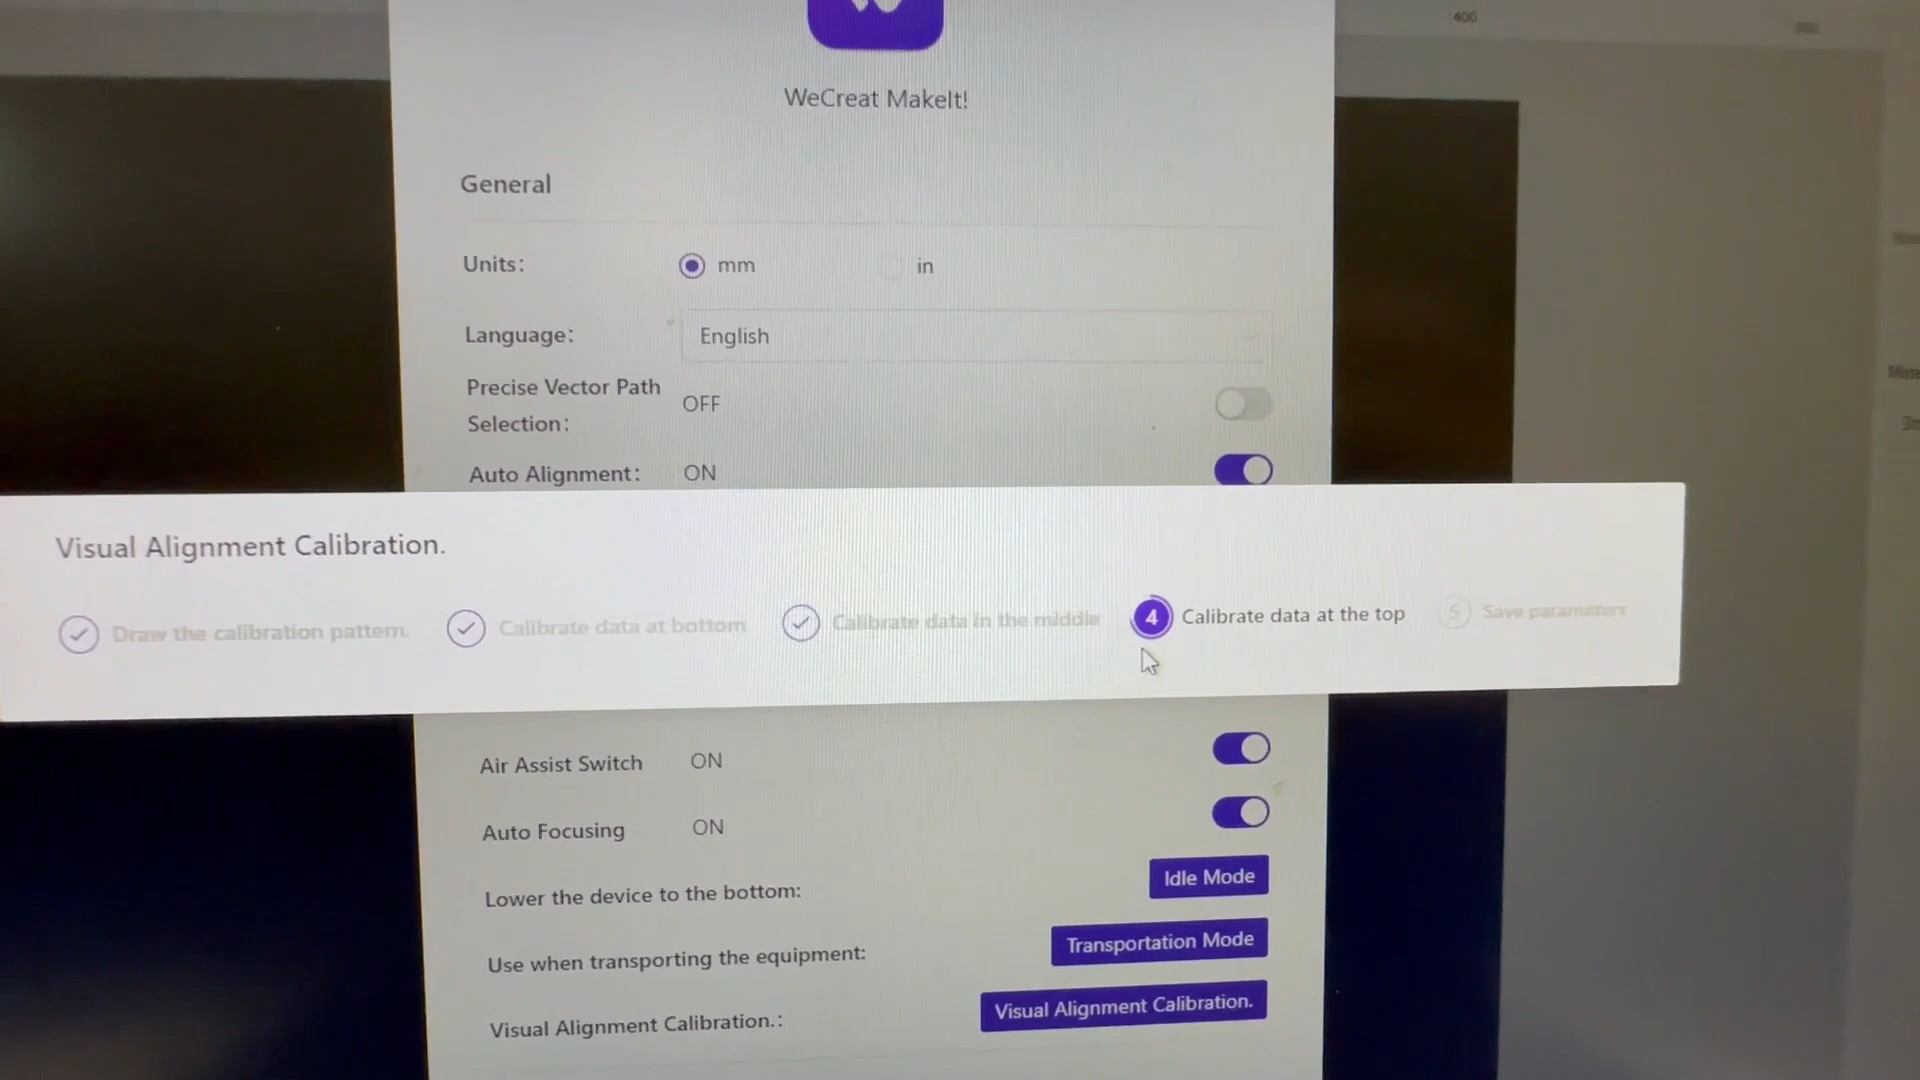 400
WeCreat MakeIt!
General
Units: mm in
Language: English
Precise Vector Path
Selection: OFF
Auto Alignment: ON
Visual Alignment Calibration.
Draw the calibration pattern. Calibrate data at bottom Calibrate data in the middle 4 Calibrate data at the top 5 Save parameters
Air Assist Switch ON
Auto Focusing ON
Lower the device to the bottom: Idle Mode
Use when transporting the equipment: Transportation Mode
Visual Alignment Calibration.: Visual Alignment Calibration.